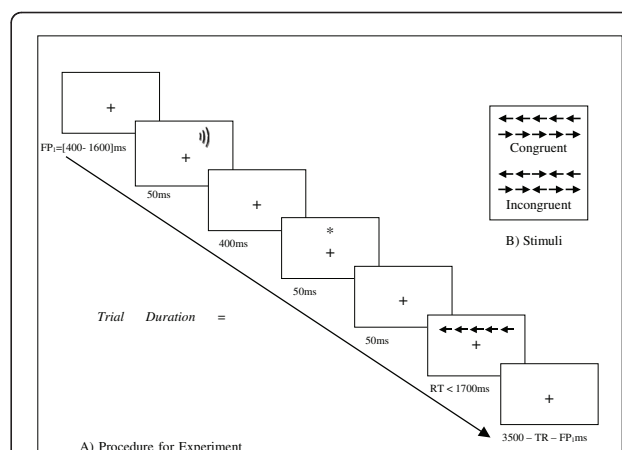 FP₁=[400- 1600]ms
50ms
400ms
*
50ms
50ms
RT < 1700ms
3500 – TR – FP₁ms
Trial Duration =
A) Procedure for Experiment
Congruent
Incongruent
B) Stimuli